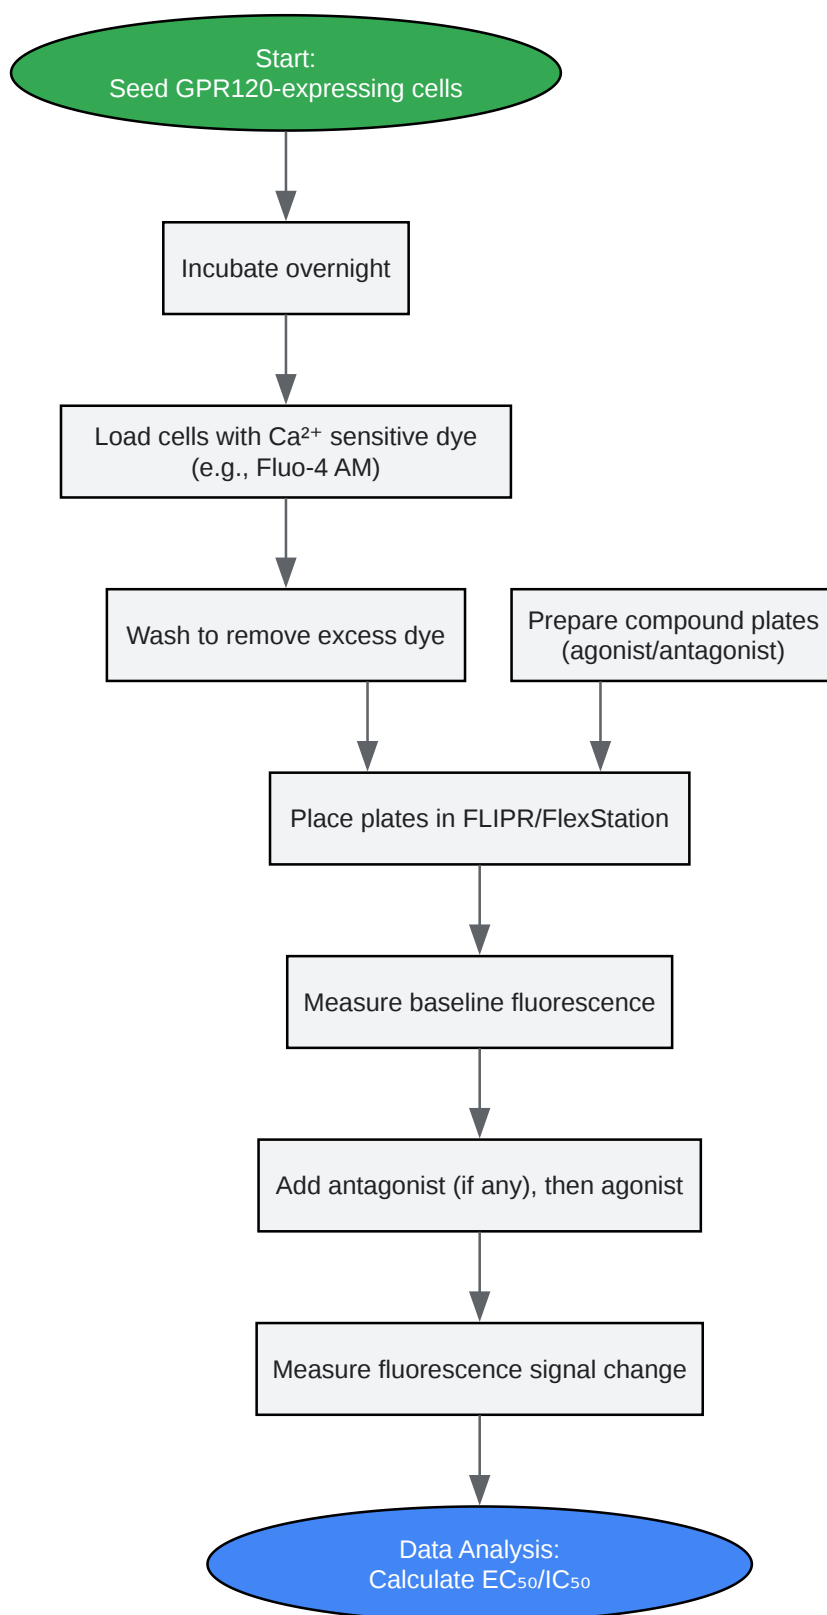 Start:
Seed GPR120-expressing cells
Incubate overnight
Load cells with Ca²⁺ sensitive dye
(e.g., Fluo-4 AM)
Wash to remove excess dye
Prepare compound plates
(agonist/antagonist)
Place plates in FLIPR/FlexStation
Measure baseline fluorescence
Add antagonist (if any), then agonist
Measure fluorescence signal change
Data Analysis:
Calculate EC₅₀/IC₅₀